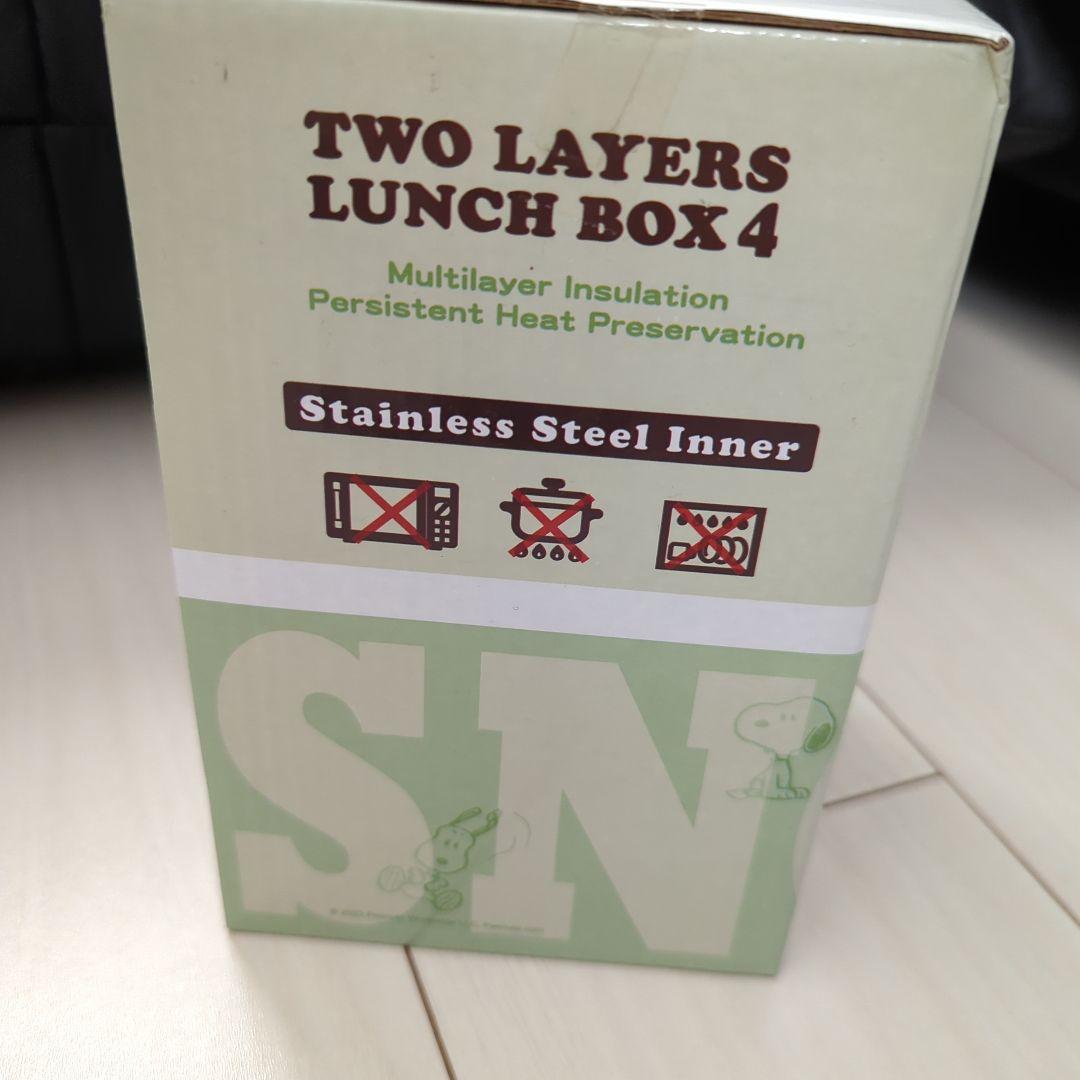 TWO LAYERS
LUNCH BOX 4
Multilayer Insulation
Persistent Heat Preservation
Stainless Steel Inner
SN